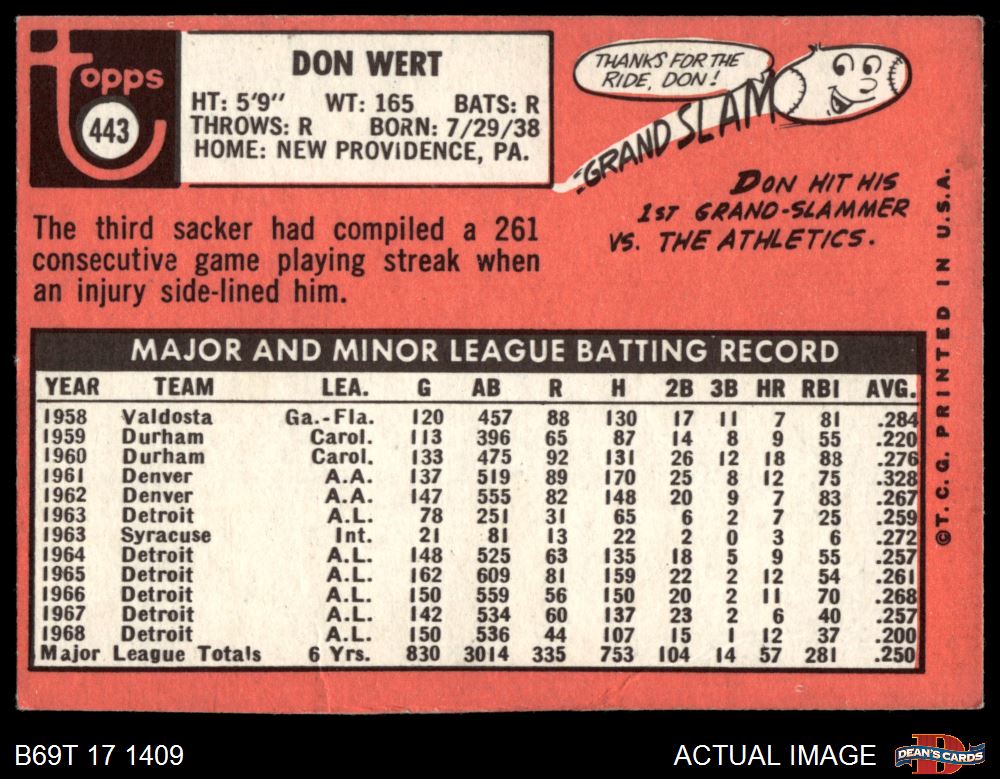 topps
443
DON WERT
HT: 5'9" WT: 165 BATS: R
THROWS: R BORN: 7/29/38
HOME: NEW PROVIDENCE, PA.
THANKS FOR THE
RIDE, DON!
GRAND SLAM
DON HIT HIS
1ST GRAND-SLAMMER
VS. THE ATHLETICS.
The third sacker had compiled a 261
consecutive game playing streak when
an injury side-lined him.
MAJOR AND MINOR LEAGUE BATTING RECORD
YEAR TEAM LEA. G AB R H 2B 3B HR RBI AVG.
1958 Valdosta Ga.-Fla. 120 457 88 130 17 11 7 81 .284
1959 Durham Carol. 113 396 65 87 14 8 9 55 .220
1960 Durham Carol. 133 475 92 131 26 12 18 88 .276
1961 Denver A.A. 137 519 89 170 25 8 12 75 .328
1962 Denver A.A. 147 555 82 148 20 9 7 83 .267
1963 Detroit A.L. 78 251 31 65 6 2 7 25 .259
1963 Syracuse Int. 21 81 13 22 2 0 3 6 .272
1964 Detroit A.L. 148 525 63 135 18 5 9 55 .257
1965 Detroit A.L. 162 609 81 159 22 2 12 54 .261
1966 Detroit A.L. 150 559 56 150 20 2 11 70 .268
1967 Detroit A.L. 142 534 60 137 23 2 6 40 .257
1968 Detroit A.L. 150 536 44 107 15 1 12 37 .200
Major League Totals 6 Yrs. 830 3014 335 753 104 14 57 281 .250
©T.C.G. PRINTED IN U.S.A.
B69T 17 1409
ACTUAL IMAGE
DEAN'S CARDS